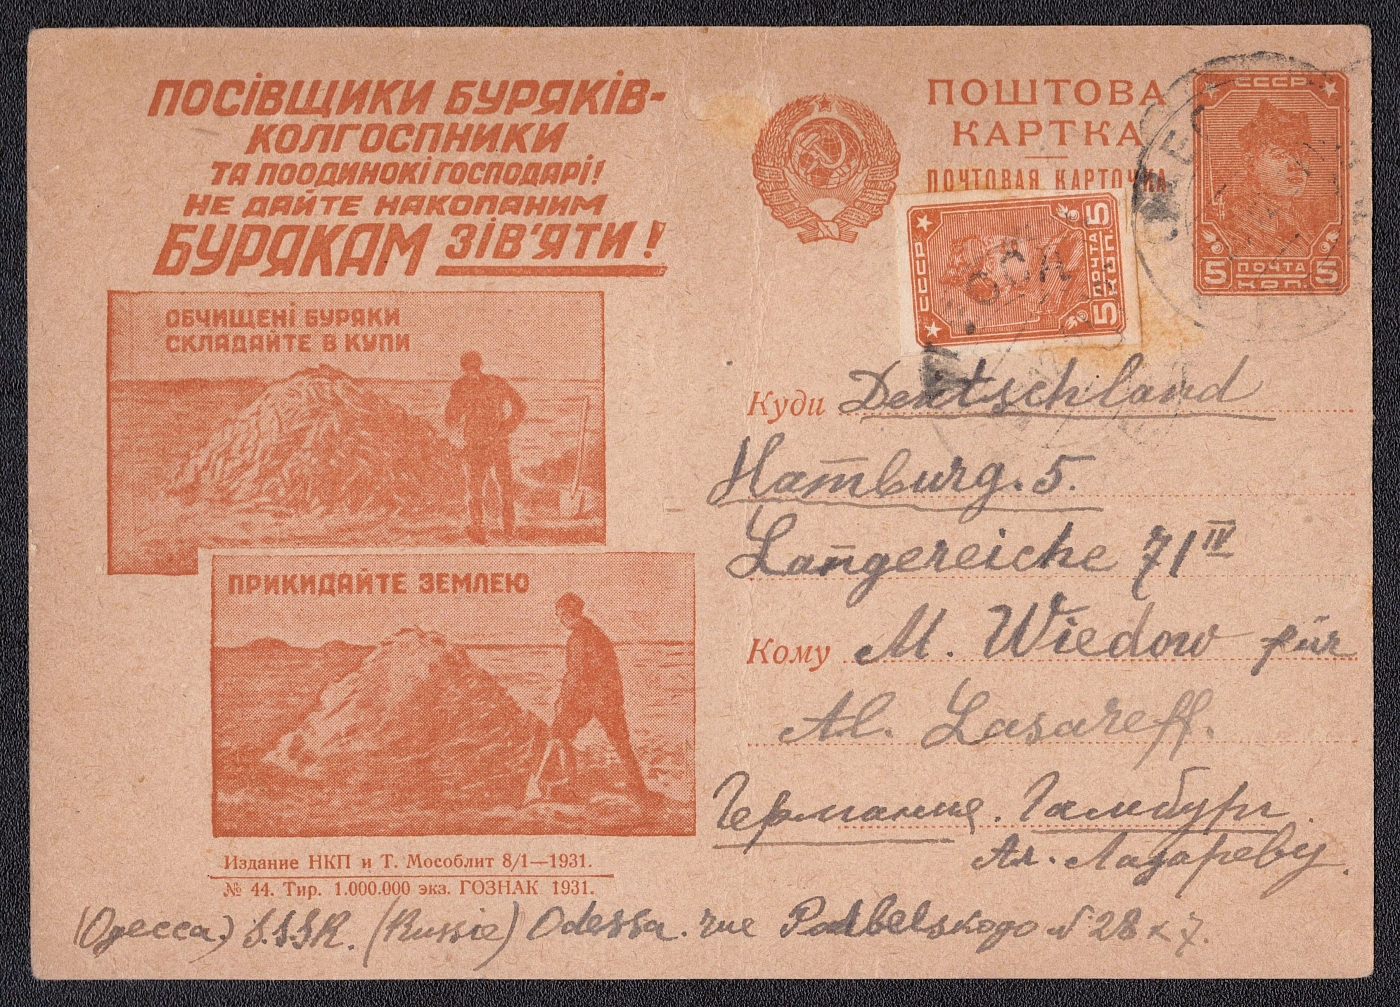 ПОСІВЩИКИ БУРЯКІВ-
КОЛГОСПНИКИ
ТА ПООДИНОКІ ГОСПОДАРІ!
НЕ ДАЙТЕ НАКОПАНИМ
БУРЯКАМ ЗІВ'ЯТИ!
ОБЧИЩЕНІ БУРЯКИ
СКЛАДАЙТЕ В КУПИ
ПРИКИДАЙТЕ ЗЕМЛЕЮ
Издание НКП и Т. Мособлит 8/1—1931.
№ 44. Тир. 1.000.000 экз. ГОЗНАК 1931.
ПОШТОВА
КАРТКА
ПОЧТОВАЯ КАРТОЧКА
СССР
5 ПОЧТА 5
КОП.
СССР
5 ПОЧТА 5
КОП.
Куди Deutschland
Hamburg. 5.
Langereiche 71 IV
Кому M. Wiedow für
Al. Lasareff.
Германия. Гамбург.
Ал. Лазареву.
(Одесса) S.S.S.R. (Russie) Odessa. rue Podbelskogo N 28 к 7.